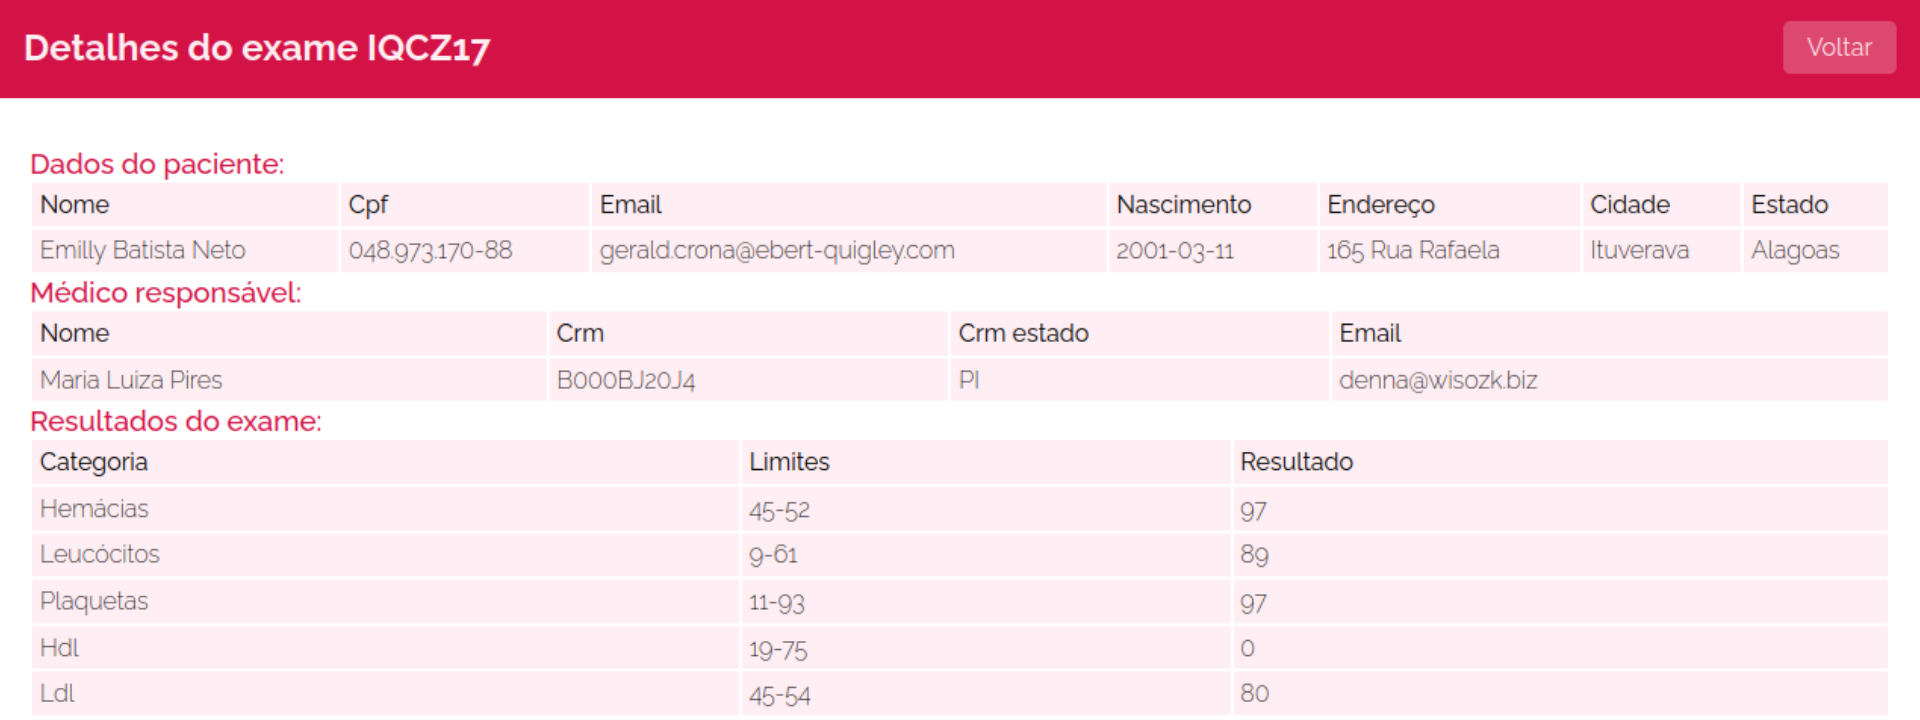 Detalhes do exame IQCZ17 Voltar
Dados do paciente:
Nome Cpf Email Nascimento Endereço Cidade Estado
Emilly Batista Neto 048.973.170-88 gerald.crona@ebert-quigley.com 2001-03-11 165 Rua Rafaela Ituverava Alagoas
Médico responsável:
Nome Crm Crm estado Email
Maria Luiza Pires B000BJ20J4 PI denna@wisozk.biz
Resultados do exame:
Categoria Limites Resultado
Hemácias 45-52 97
Leucócitos 9-61 89
Plaquetas 11-93 97
Hdl 19-75 0
Ldl 45-54 80